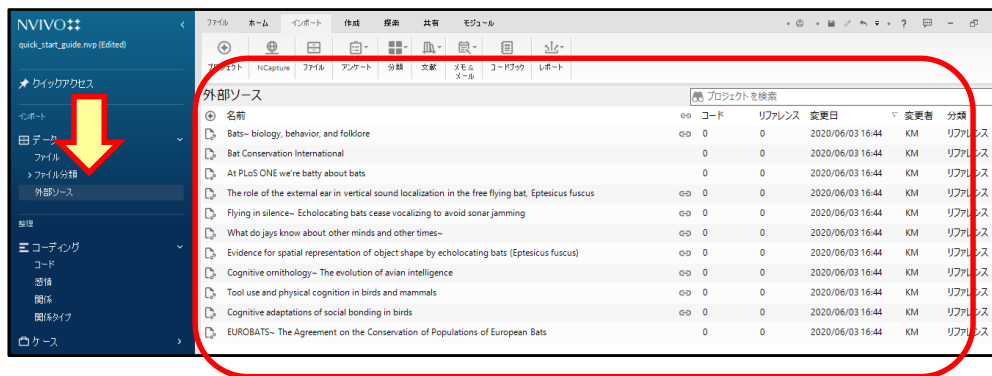 NVIVO
quick_start_guide.nvp (Edited)
クイックアクセス
インポート
データ
ファイル
ファイル分類
外部ソース
整理
コーディング
コード
感情
関係
関係タイプ
ケース
ファイル ホーム インポート 作成 探索 共有 モジュール
プロジェクト NCapture ファイル アンケート 分類 文献 メモ& メール コードブック レポート
外部ソース プロジェクトを検索
名前 コード リファレンス 変更日 変更者 分類
Bats~ biology, behavior, and folklore 0 0 2020/06/03 16:44 KM リファレンス
Bat Conservation International 0 0 2020/06/03 16:44 KM リファレンス
At PLoS ONE we're batty about bats 0 0 2020/06/03 16:44 KM リファレンス
The role of the external ear in vertical sound localization in the free flying bat, Eptesicus fuscus 0 0 2020/06/03 16:44 KM リファレンス
Flying in silence~ Echolocating bats cease vocalizing to avoid sonar jamming 0 0 2020/06/03 16:44 KM リファレンス
What do jays know about other minds and other times~ 0 0 2020/06/03 16:44 KM リファレンス
Evidence for spatial representation of object shape by echolocating bats (Eptesicus fuscus) 0 0 2020/06/03 16:44 KM リファレンス
Cognitive ornithology~ The evolution of avian intelligence 0 0 2020/06/03 16:44 KM リファレンス
Tool use and physical cognition in birds and mammals 0 0 2020/06/03 16:44 KM リファレンス
Cognitive adaptations of social bonding in birds 0 0 2020/06/03 16:44 KM リファレンス
EUROBATS~ The Agreement on the Conservation of Populations of European Bats 0 0 2020/06/03 16:44 KM リファレンス